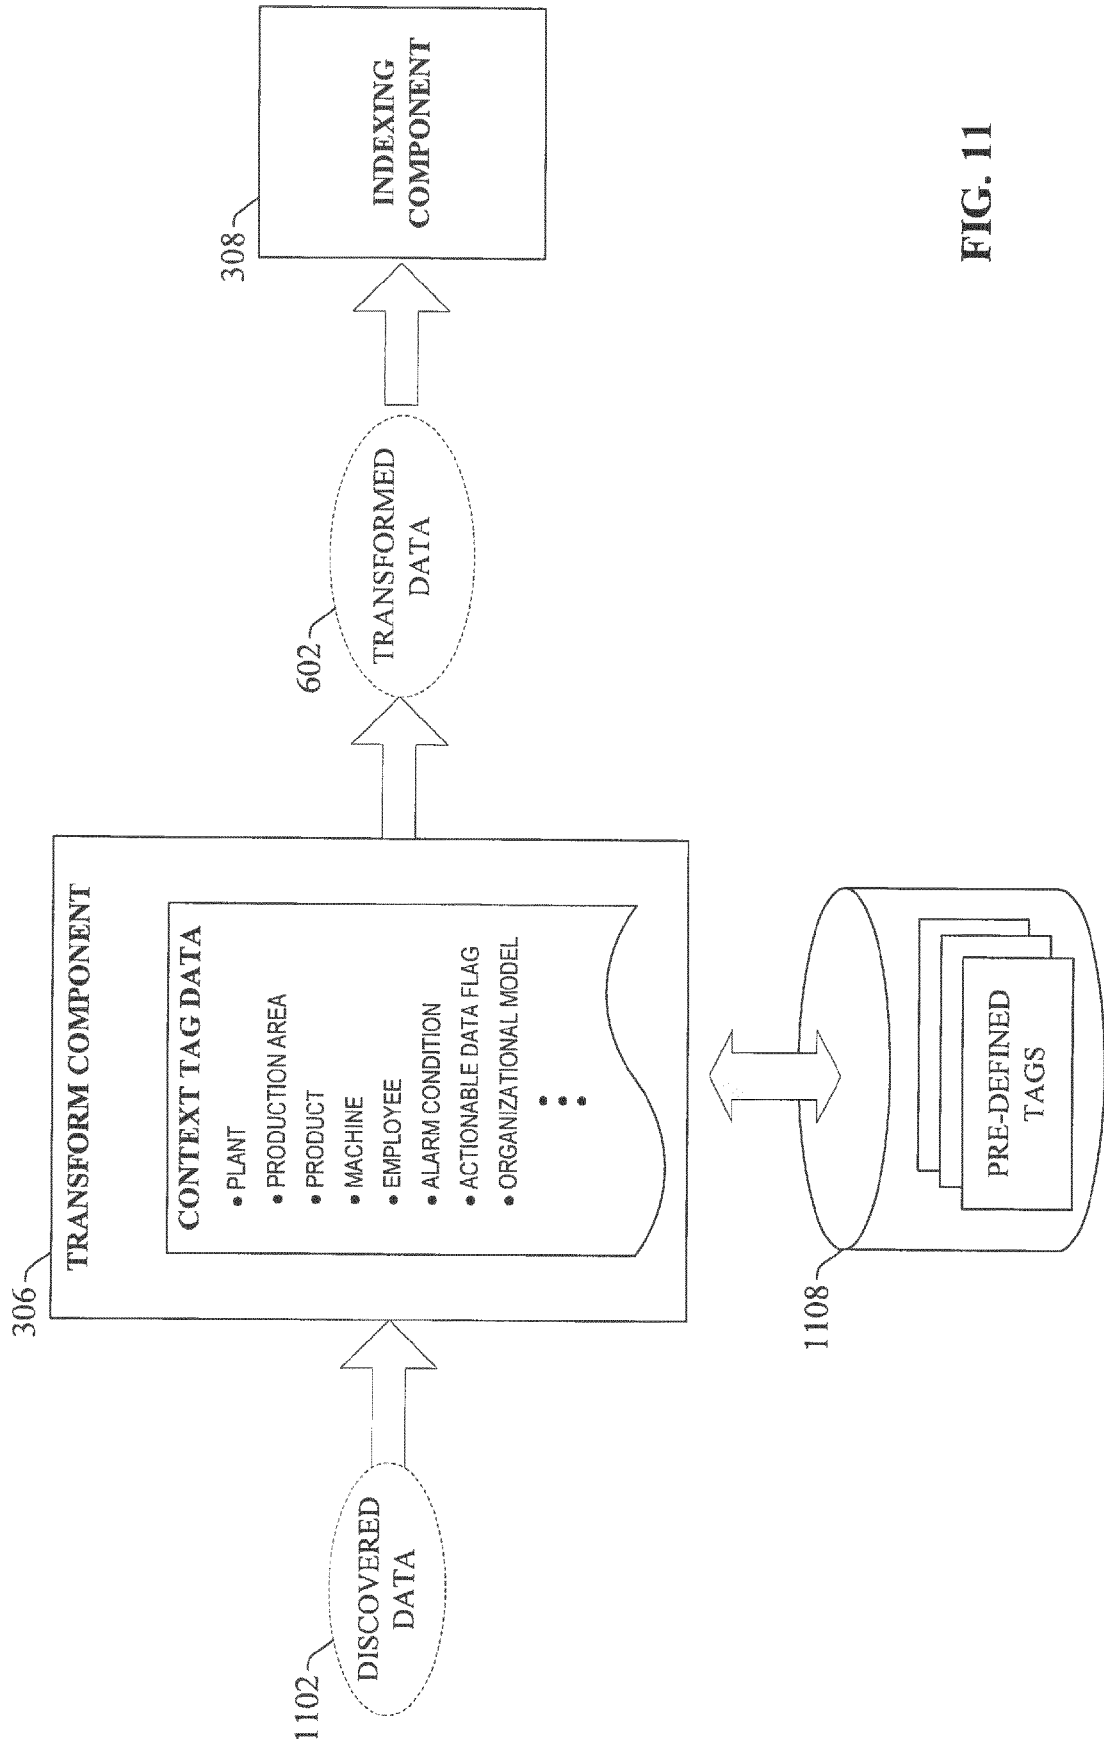 306
TRANSFORM COMPONENT
CONTEXT TAG DATA
• PLANT
• PRODUCTION AREA
• PRODUCT
• MACHINE
• EMPLOYEE
• ALARM CONDITION
• ACTIONABLE DATA FLAG
• ORGANIZATIONAL MODEL
1102
DISCOVERED
DATA
602
TRANSFORMED
DATA
308
INDEXING
COMPONENT
1108
PRE-DEFINED
TAGS
FIG. 11